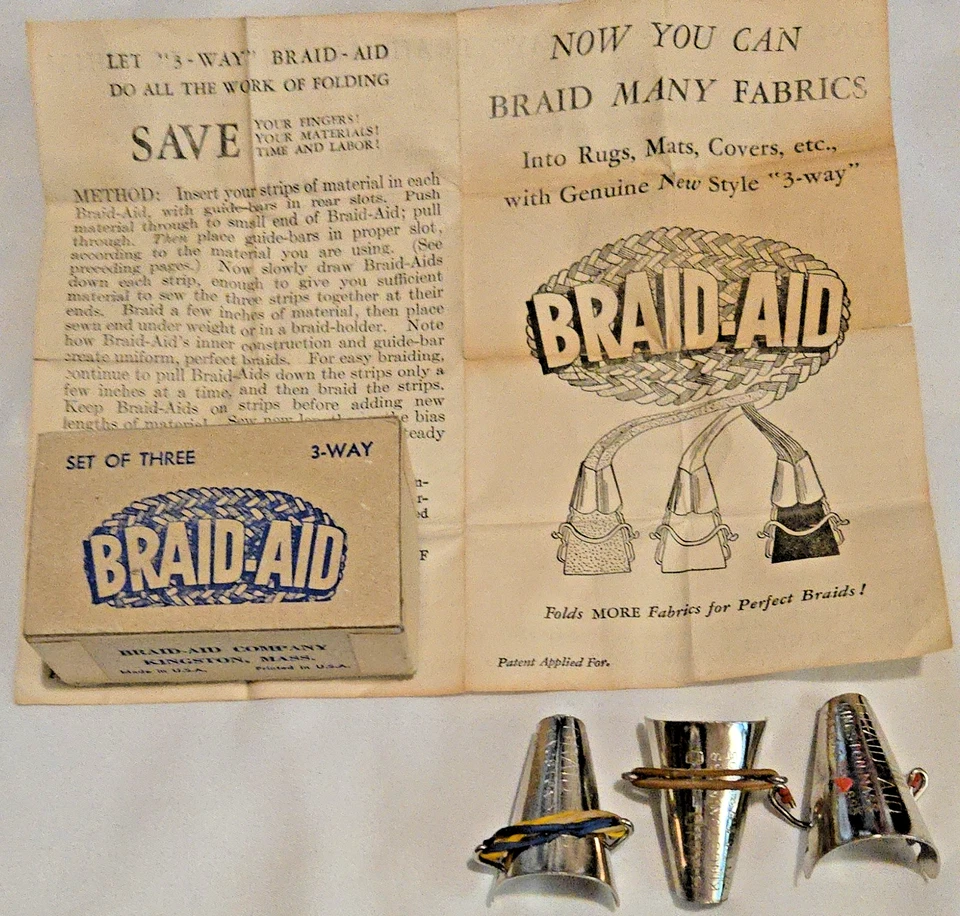 LET "3-WAY" BRAID-AID
DO ALL THE WORK OF FOLDING
SAVE
YOUR FINGERS!
YOUR MATERIALS!
TIME AND LABOR!
METHOD: Insert your strips of material in each
Braid-Aid, with guide-bars in rear slots. Push
material through to small end of Braid-Aid; pull
through. Then place guide-bars in proper slot,
according to the material you are using. (See
preceding pages.) Now slowly draw Braid-Aids
down each strip, enough to give you sufficient
material to sew the three strips together at their
ends. Braid a few inches of material, then place
sewn end under weight or in a braid-holder. Note
how Braid-Aid's inner construction and guide-bar
create uniform, perfect braids. For easy braiding,
continue to pull Braid-Aids down the strips only a
few inches at a time, and then braid the strips.
Keep Braid-Aids on strips before adding new
lengths of material. Sew new the bias
NOW YOU CAN
BRAID MANY FABRICS
Into Rugs, Mats, Covers, etc.,
with Genuine New Style "3-way"
BRAID-AID
Folds MORE Fabrics for Perfect Braids!
Patent Applied For.
SET OF THREE
3-WAY
BRAID-AID
BRAID-AID COMPANY
KINGSTON, MASS.
Made in U.S.A.
Printed in U.S.A.